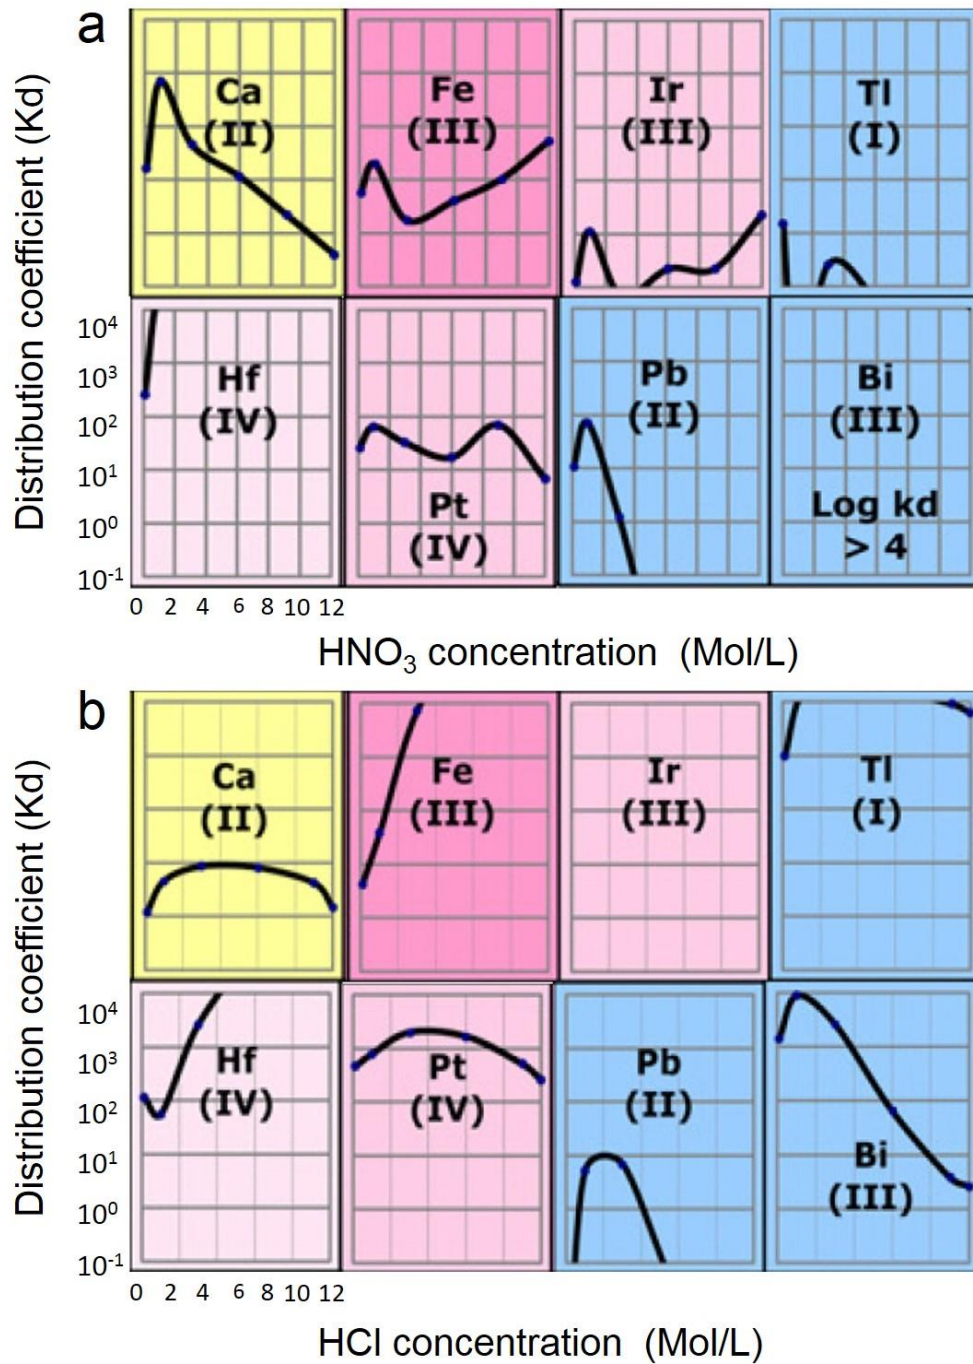 a
Distribution coefficient (Kd)
Ca
(II)
Fe
(III)
Ir
(III)
Tl
(I)
10⁴
10³
10²
10¹
10⁰
10⁻¹
Hf
(IV)
Pt
(IV)
Pb
(II)
Bi
(III)
Log kd
> 4
0 2 4 6 8 10 12
HNO₃ concentration (Mol/L)
b
Distribution coefficient (Kd)
Ca
(II)
Fe
(III)
Ir
(III)
Tl
(I)
10⁴
10³
10²
10¹
10⁰
10⁻¹
Hf
(IV)
Pt
(IV)
Pb
(II)
Bi
(III)
0 2 4 6 8 10 12
HCl concentration (Mol/L)